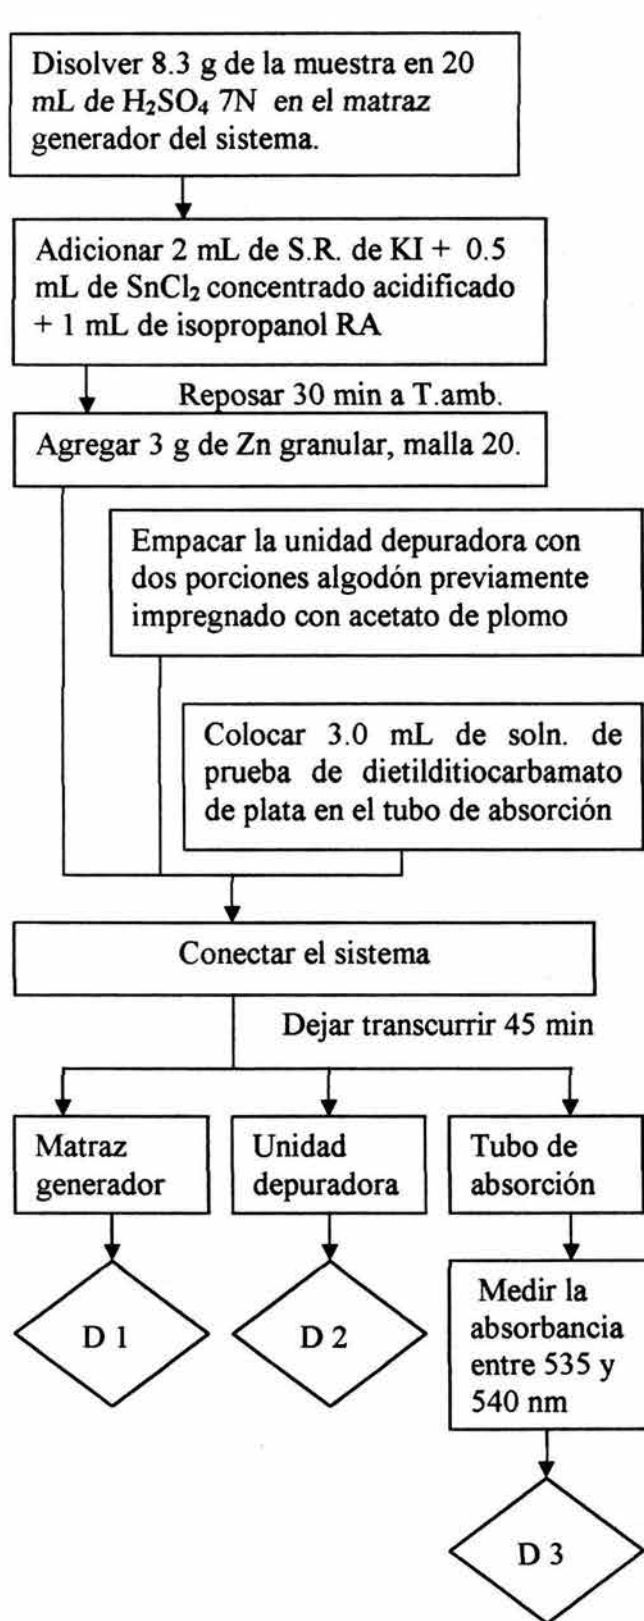 Disolver 8.3 g de la muestra en 20
mL de H₂SO₄ 7N en el matraz
generador del sistema.
Adicionar 2 mL de S.R. de KI + 0.5
mL de SnCl₂ concentrado acidificado
+ 1 mL de isopropanol RA
Reposar 30 min a T.amb.
Agregar 3 g de Zn granular, malla 20.
Empacar la unidad depuradora con
dos porciones algodón previamente
impregnado con acetato de plomo
Colocar 3.0 mL de soln. de
prueba de dietilditiocarbamato
de plata en el tubo de absorción
Conectar el sistema
Dejar transcurrir 45 min
Matraz
generador
Unidad
depuradora
Tubo de
absorción
D 1
D 2
Medir la
absorbancia
entre 535 y
540 nm
D 3